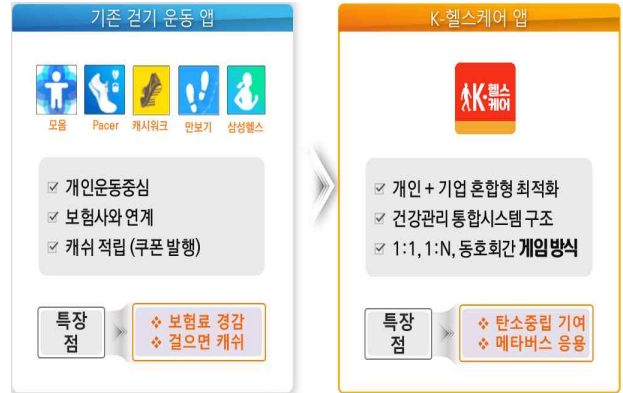 기존 걷기 운동 앱
모음 Pacer 캐시워크 만보기 삼성헬스
개인운동중심
보험사와 연계
캐쉬 적립 (쿠폰 발행)
특장
점
보험료 경감
걸으면 캐쉬
K-헬스케어 앱
K-헬스
케어
개인 + 기업 혼합형 최적화
건강관리 통합시스템 구조
1:1, 1:N, 동호회간 게임 방식
특장
점
탄소중립 기여
메타버스 응용